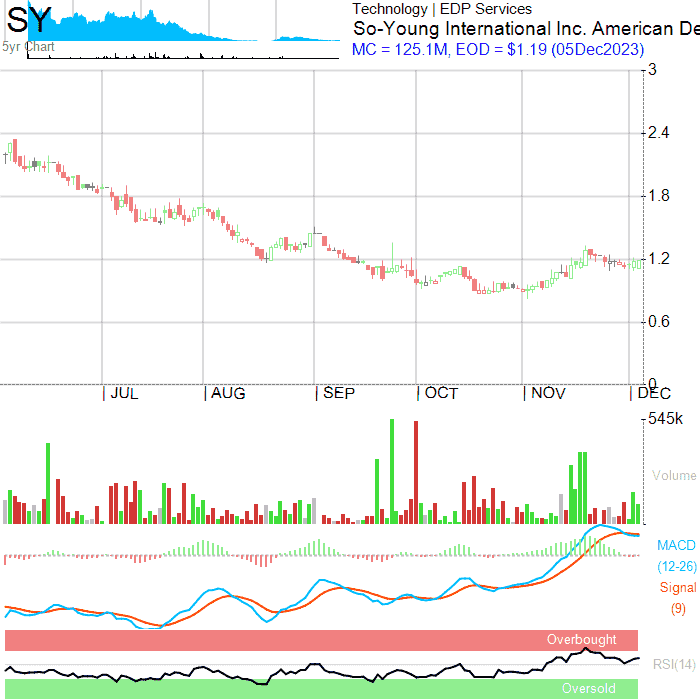 SY
5yr Chart
Technology | EDP Services
So-Young International Inc. American De
MC = 125.1M, EOD = $1.19 (05Dec2023)
3
2.4
1.8
1.2
0.6
0
JUL AUG SEP OCT NOV DEC
545k
Volume
MACD
(12-26)
Signal
(9)
Overbought
RSI(14)
Oversold